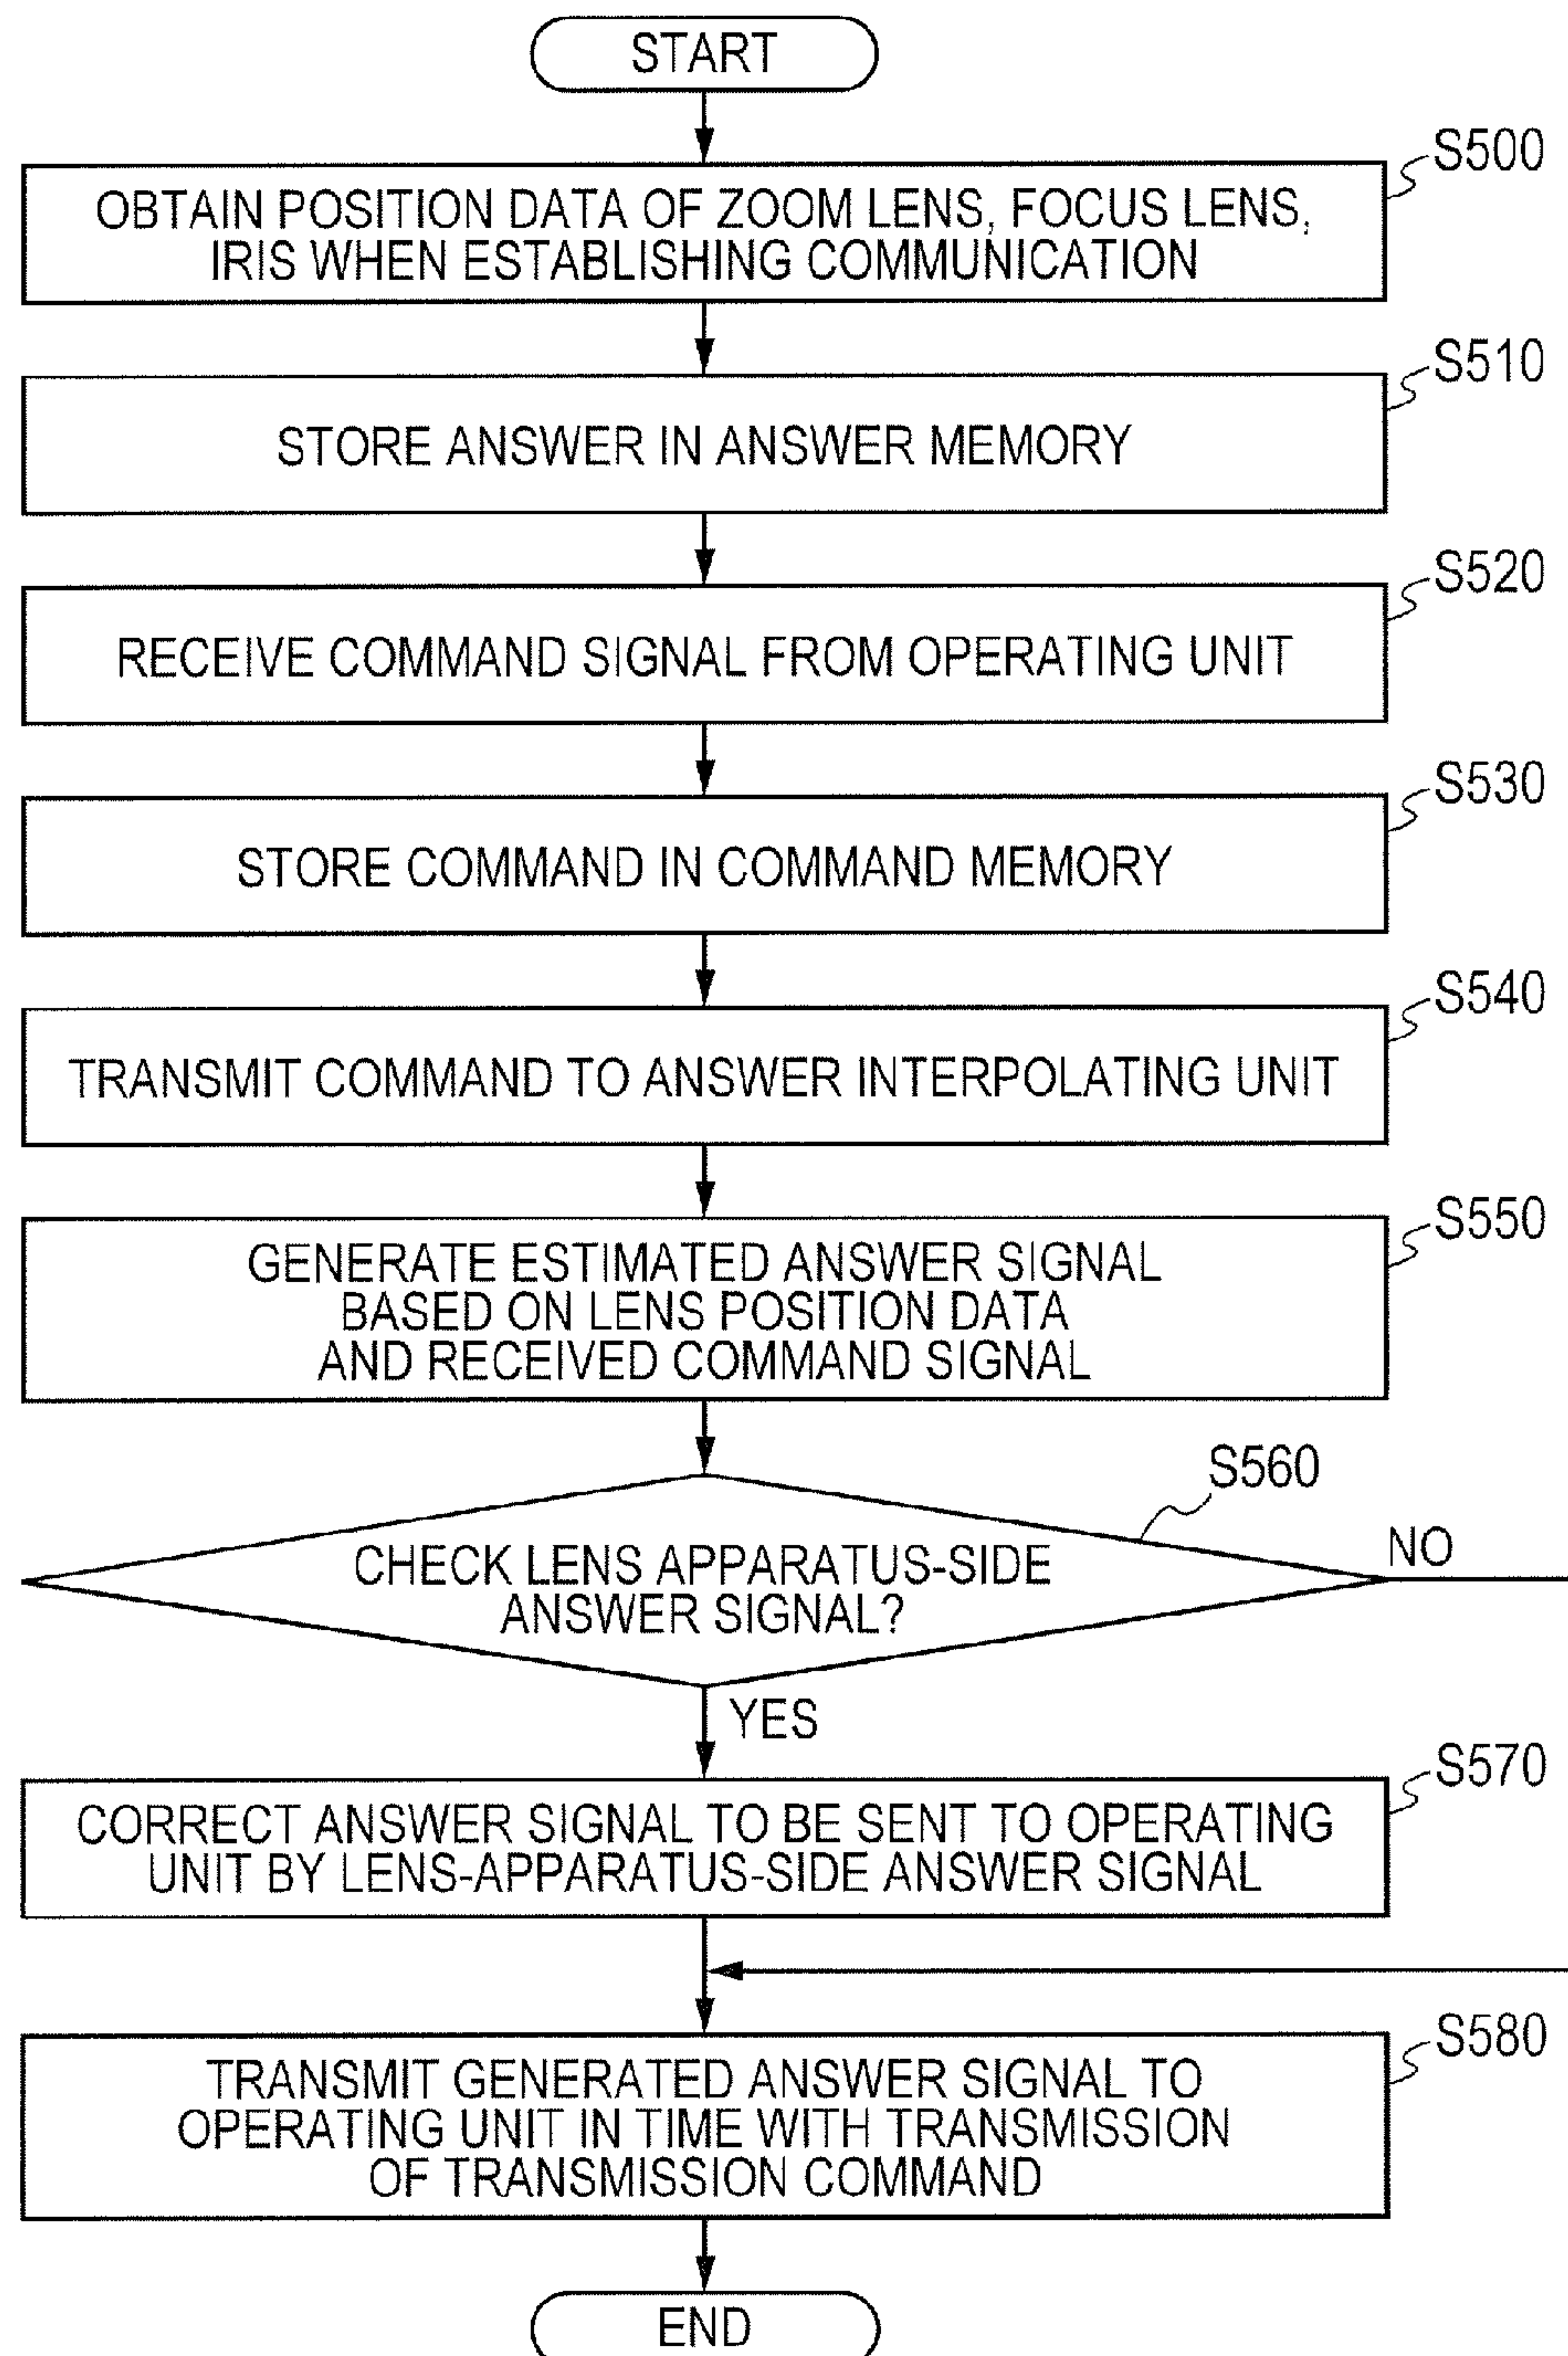 START
S500
OBTAIN POSITION DATA OF ZOOM LENS, FOCUS LENS,
IRIS WHEN ESTABLISHING COMMUNICATION
S510
STORE ANSWER IN ANSWER MEMORY
S520
RECEIVE COMMAND SIGNAL FROM OPERATING UNIT
S530
STORE COMMAND IN COMMAND MEMORY
S540
TRANSMIT COMMAND TO ANSWER INTERPOLATING UNIT
S550
GENERATE ESTIMATED ANSWER SIGNAL
BASED ON LENS POSITION DATA
AND RECEIVED COMMAND SIGNAL
S560
CHECK LENS APPARATUS-SIDE
ANSWER SIGNAL?
NO
YES
S570
CORRECT ANSWER SIGNAL TO BE SENT TO OPERATING
UNIT BY LENS-APPARATUS-SIDE ANSWER SIGNAL
S580
TRANSMIT GENERATED ANSWER SIGNAL TO
OPERATING UNIT IN TIME WITH TRANSMISSION
OF TRANSMISSION COMMAND
END